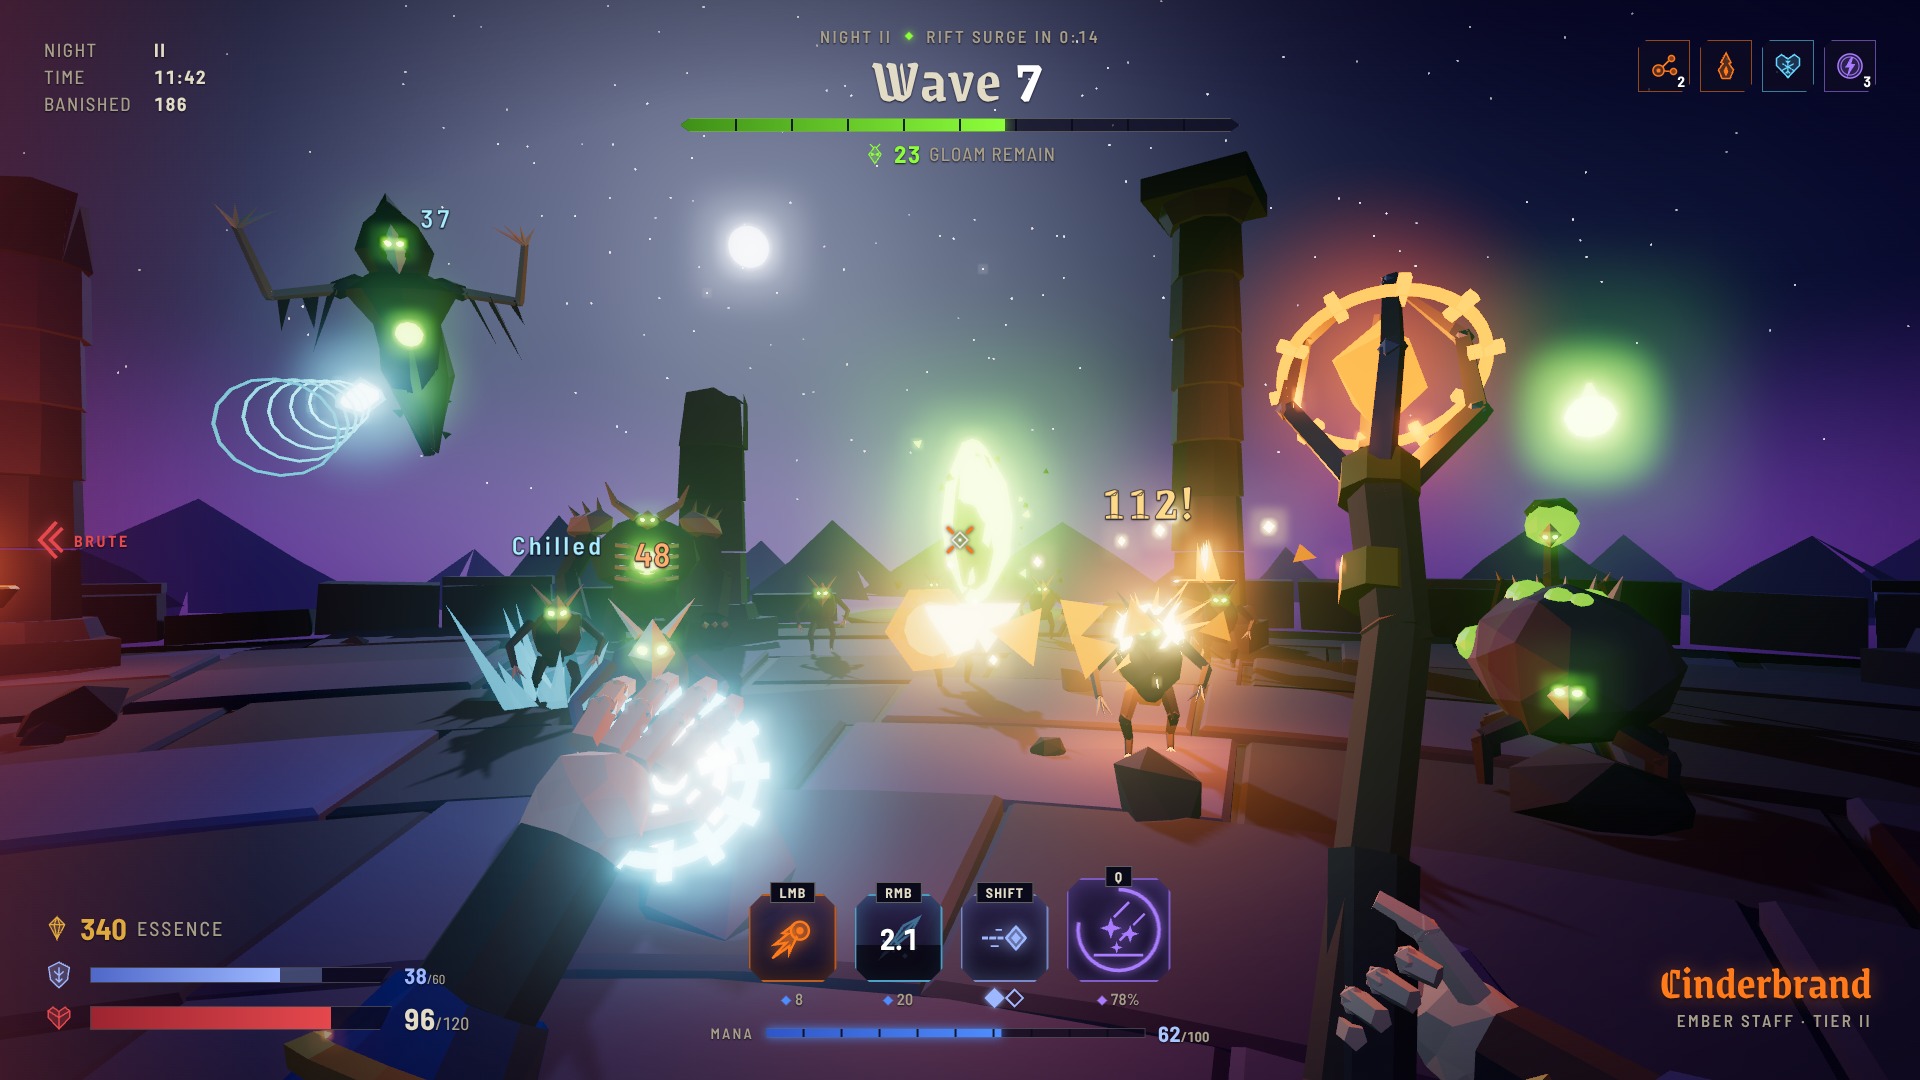 NIGHT II
TIME 11:42
BANISHED 186
NIGHT II ◆ RIFT SURGE IN 0:14
Wave 7
23 GLOAM REMAIN
2
3
37
112!
BRUTE
Chilled
48
LMB
RMB
SHIFT
Q
2.1
8
20
78%
MANA 62/100
340 ESSENCE
38/60
96/120
Cinderbrand
EMBER STAFF · TIER II